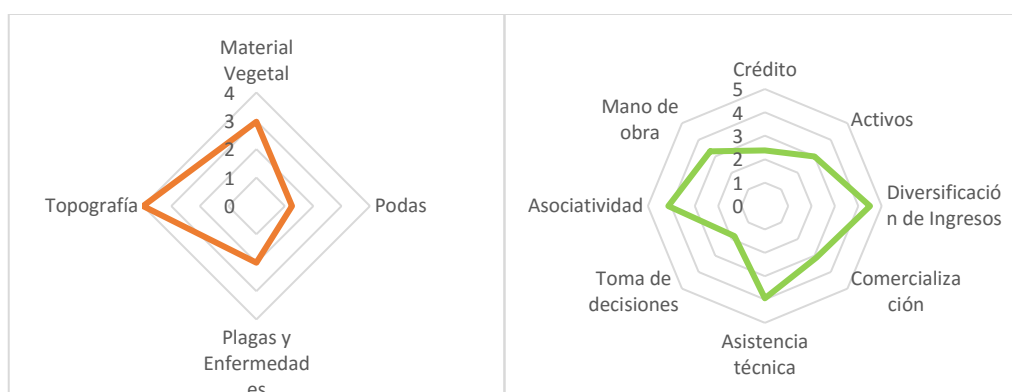 Material
Vegetal
4
3
2
1
0
Topografía
Podas
Plagas y
Enfermedad
es
Crédito
5
4
3
2
1
0
Mano de
obra
Activos
Asociatividad
Diversificació
n de Ingresos
Toma de
decisiones
Comercializa
ción
Asistencia
técnica